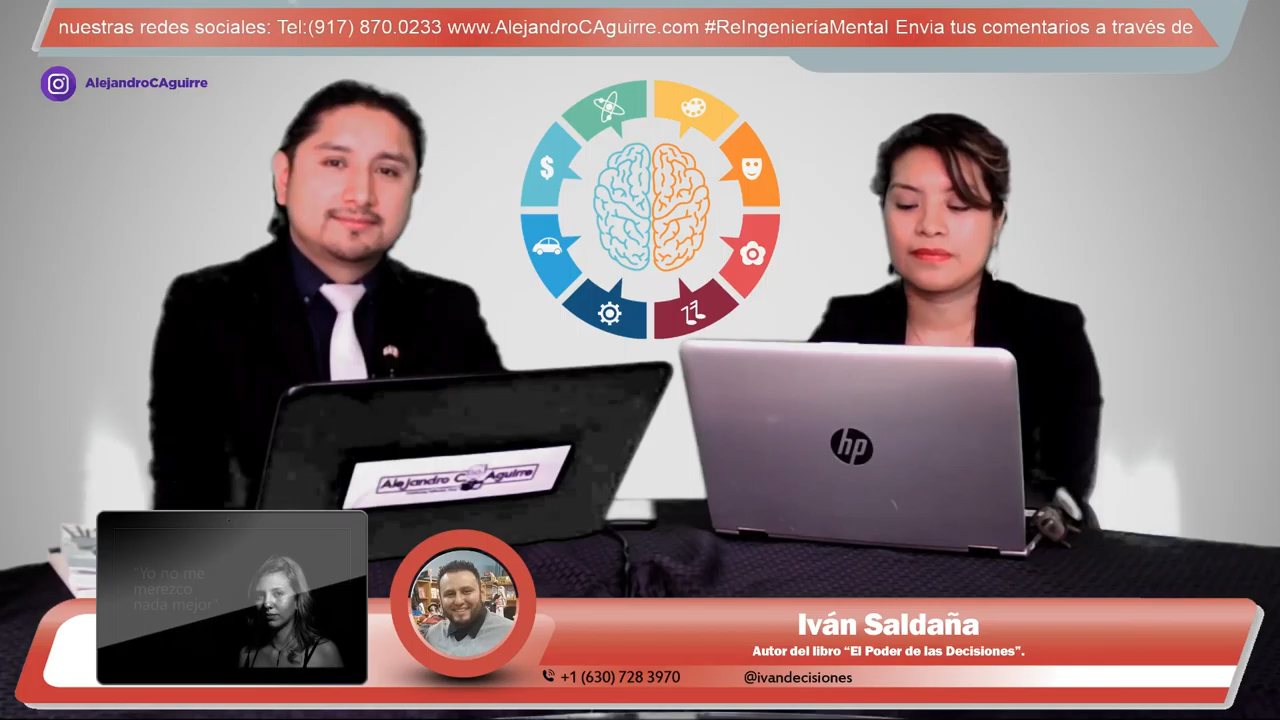 nuestras redes sociales: Tel:(917) 870.0233 www.AlejandroCAguirre.com #ReIngenieríaMental Envia tus comentarios a través de
AlejandroCAguirre
$
hp
Alejandro C. Aguirre
"Yo no me
merezco
nada mejor"
Iván Saldaña
Autor del libro “El Poder de las Decisiones”.
+1 (630) 728 3970
@ivandecisiones